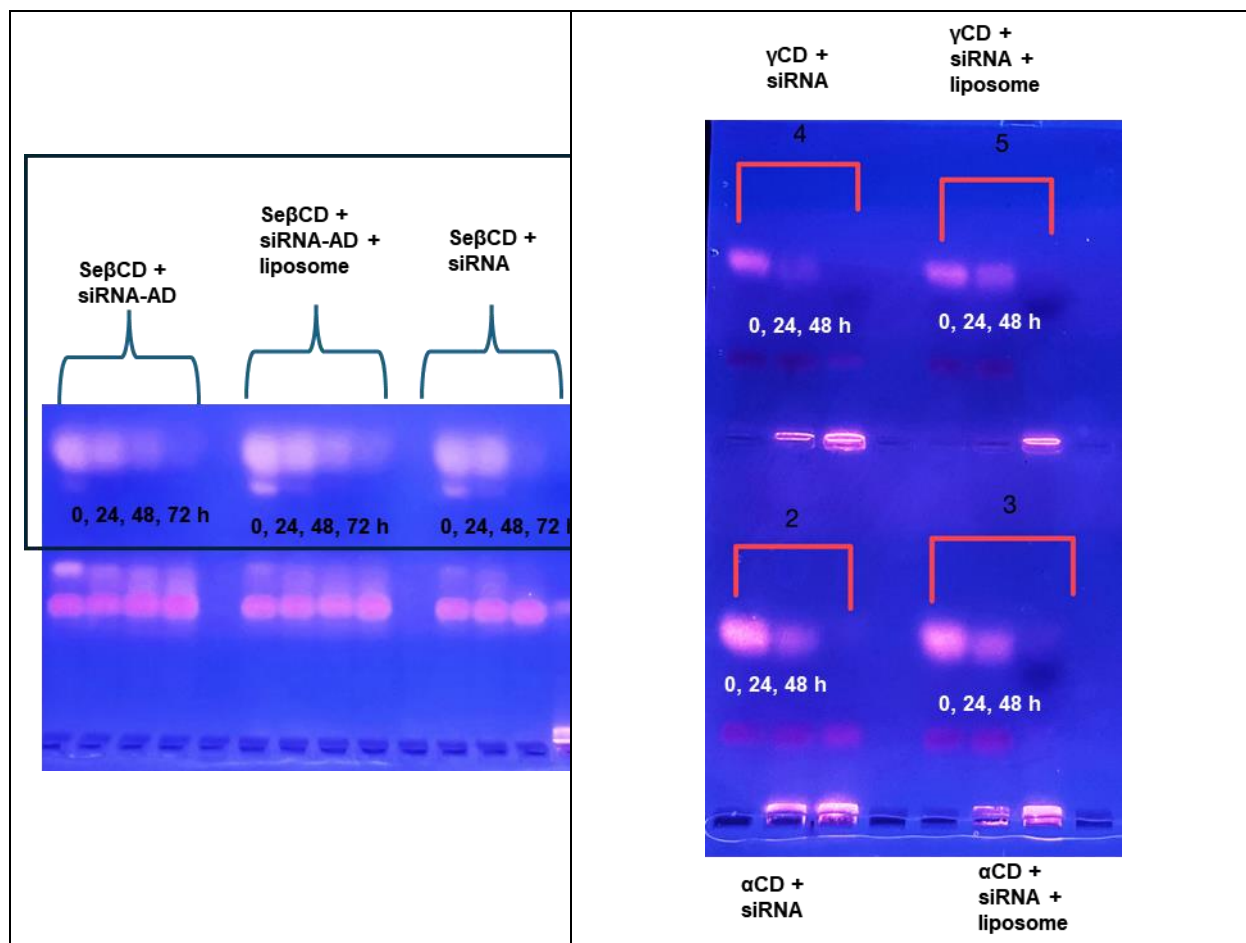 SeβCD +
siRNA-AD
SeβCD +
siRNA-AD +
liposome
SeβCD +
siRNA
0, 24, 48, 72 h
0, 24, 48, 72 h
0, 24, 48, 72 h
γCD +
siRNA
γCD +
siRNA +
liposome
4
5
0, 24, 48 h
0, 24, 48 h
2
3
0, 24, 48 h
0, 24, 48 h
αCD +
siRNA
αCD +
siRNA +
liposome